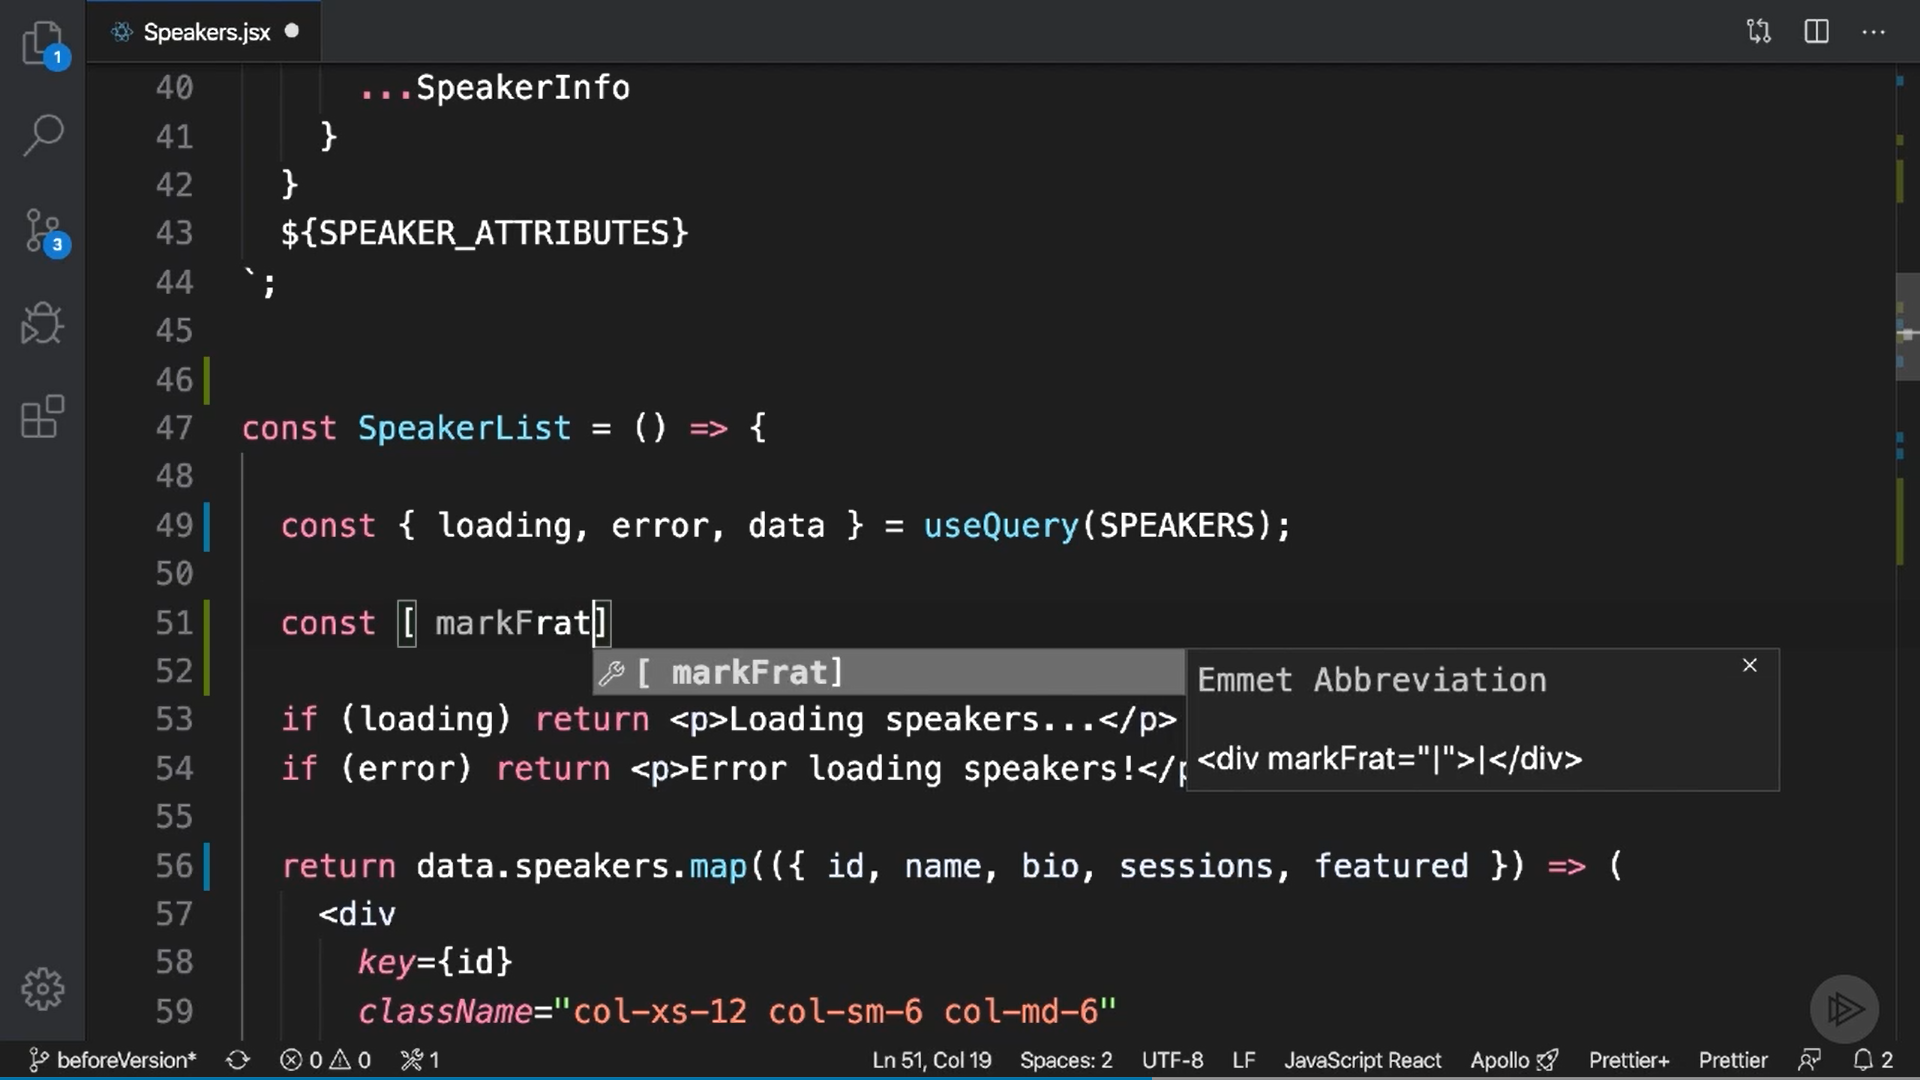 1
Speakers.jsx
40 ...SpeakerInfo
41 }
42 }
43 ${SPEAKER_ATTRIBUTES}
44 `;
45
46
47 const SpeakerList = () => {
48
49 const { loading, error, data } = useQuery(SPEAKERS);
50
51 const [ markFrat]
[ markFrat]
Emmet Abbreviation
<div markFrat="|">|</div>
52
53 if (loading) return <p>Loading speakers...</p>
54 if (error) return <p>Error loading speakers!</p
55
56 return data.speakers.map(({ id, name, bio, sessions, featured }) => (
57 <div
58 key={id}
59 className="col-xs-12 col-sm-6 col-md-6"
3
beforeVersion* 0 0 1 Ln 51, Col 19 Spaces: 2 UTF-8 LF JavaScript React Apollo Prettier+ Prettier 2